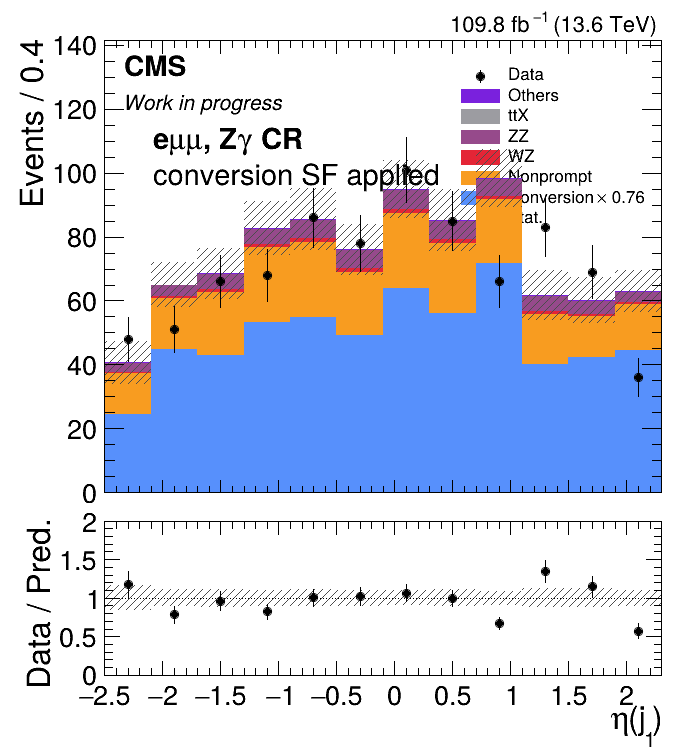 109.8 fb⁻¹ (13.6 TeV)
CMS
Work in progress
eμμ, Zγ CR
conversion SF applied
Data
Others
ttX
ZZ
WZ
Nonprompt
onversion × 0.76
tat.
Events / 0.4
140
120
100
80
60
40
20
0
Data / Pred.
2
1.5
1
0.5
0
−2.5 −2 −1.5 −1 −0.5 0 0.5 1 1.5 2
η(j₁)